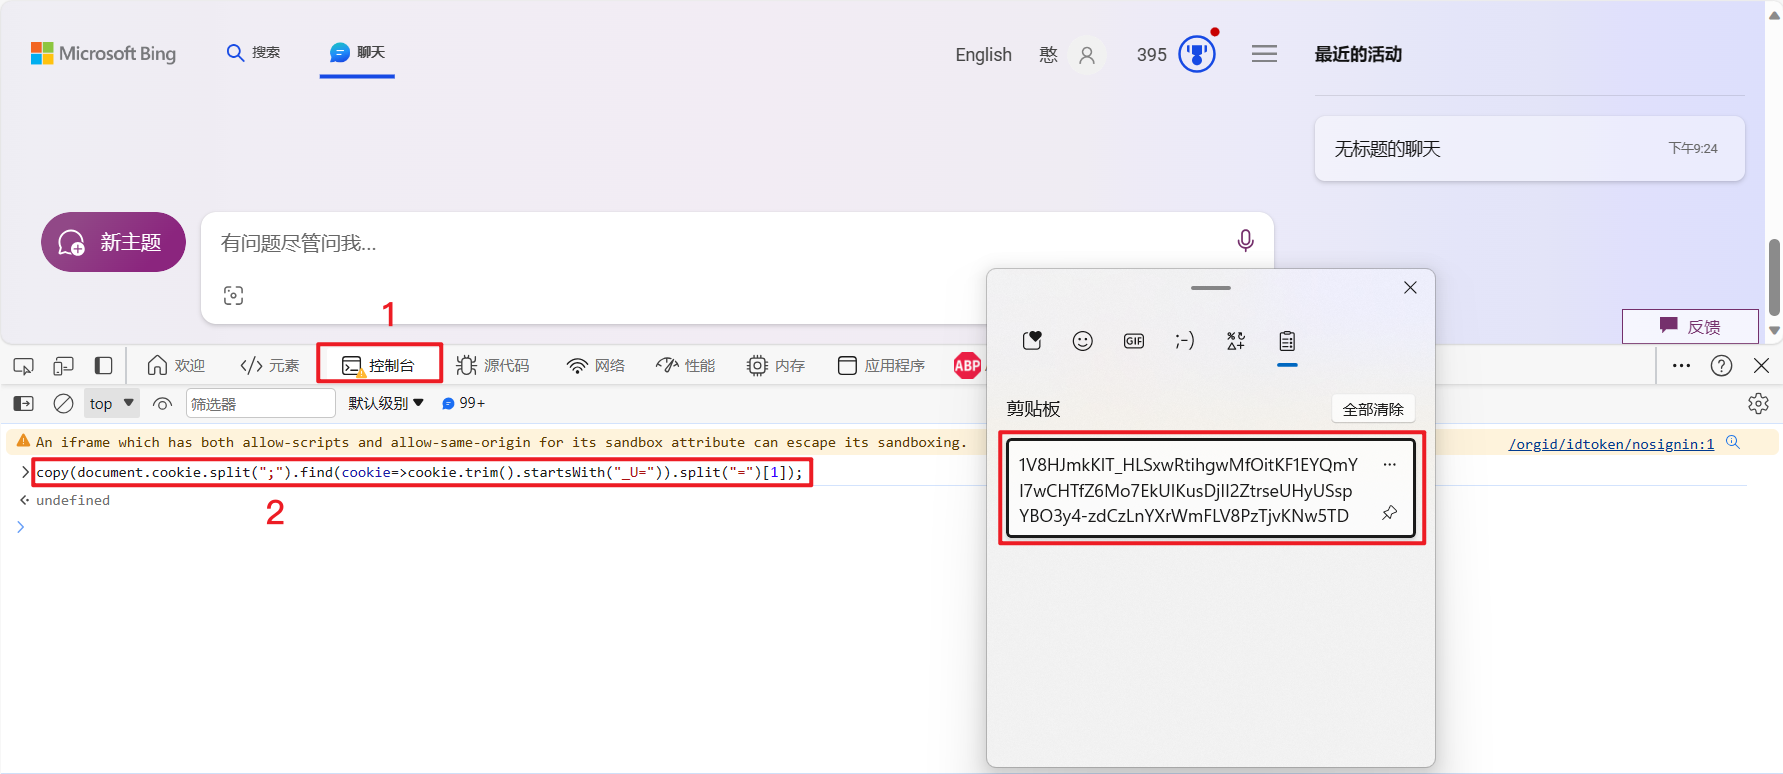 Microsoft Bing
搜索
聊天
English
憨
395
最近的活动
无标题的聊天
下午9:24
新主题
有问题尽管问我...
反馈
1
欢迎
元素
控制台
源代码
网络
性能
内存
应用程序
ABP
top
筛选器
默认级别
99+
An iframe which has both allow-scripts and allow-same-origin for its sandbox attribute can escape its sandboxing.
/orgid/idtoken/nosignin:1
copy(document.cookie.split(";").find(cookie=>cookie.trim().startsWith("_U=")).split("=")[1]);
undefined
2
GIF
剪贴板
全部清除
1V8HJmkKIT_HLSxwRtihgwMfOitKF1EYQmY
I7wCHTfZ6Mo7EkUIKusDjII2ZtrseUHyUSsp
YBO3y4-zdCzLnYXrWmFLV8PzTjvKNw5TD